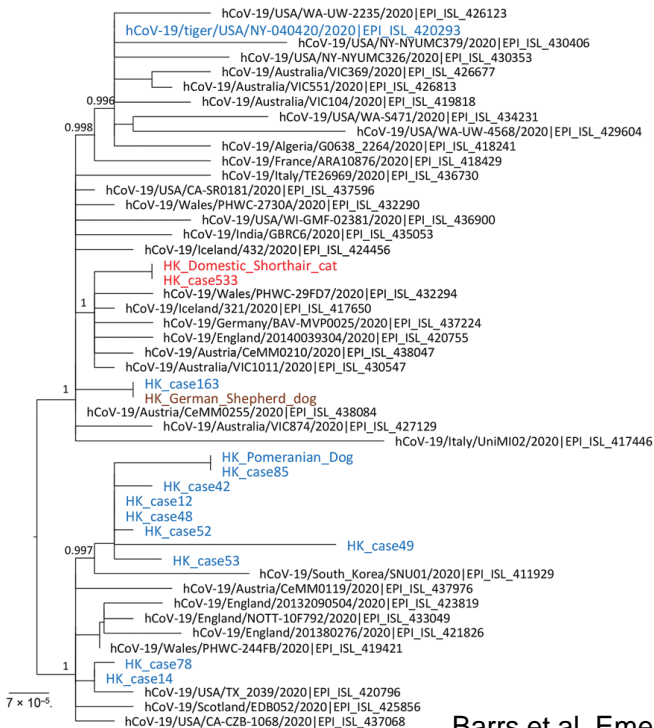 hCoV-19/USA/WA-UW-2235/2020|EPI_ISL_426123
hCoV-19/tiger/USA/NY-040420/2020|EPI_ISL_420293
hCoV-19/USA/NY-NYUMC379/2020|EPI_ISL_430406
hCoV-19/USA/NY-NYUMC326/2020|EPI_ISL_430353
hCoV-19/Australia/VIC369/2020|EPI_ISL_426677
hCoV-19/Australia/VIC551/2020|EPI_ISL_426813
0.996
hCoV-19/Australia/VIC104/2020|EPI_ISL_419818
hCoV-19/USA/WA-S471/2020|EPI_ISL_434231
0.998
hCoV-19/USA/WA-UW-4568/2020|EPI_ISL_429604
hCoV-19/Algeria/G0638_2264/2020|EPI_ISL_418241
hCoV-19/France/ARA10876/2020|EPI_ISL_418429
hCoV-19/Italy/TE26969/2020|EPI_ISL_436730
hCoV-19/USA/CA-SR0181/2020|EPI_ISL_437596
hCoV-19/Wales/PHWC-2730A/2020|EPI_ISL_432290
hCoV-19/USA/WI-GMF-02381/2020|EPI_ISL_436900
hCoV-19/India/GBRC6/2020|EPI_ISL_435053
hCoV-19/Iceland/432/2020|EPI_ISL_424456
HK_Domestic_Shorthair_cat
HK_case533
hCoV-19/Wales/PHWC-29FD7/2020|EPI_ISL_432294
1
hCoV-19/Iceland/321/2020|EPI_ISL_417650
hCoV-19/Germany/BAV-MVP0025/2020|EPI_ISL_437224
hCoV-19/England/20140039304/2020|EPI_ISL_420755
hCoV-19/Austria/CeMM0210/2020|EPI_ISL_438047
hCoV-19/Australia/VIC1011/2020|EPI_ISL_430547
HK_case163
1
HK_German_Shepherd_dog
hCoV-19/Austria/CeMM0255/2020|EPI_ISL_438084
hCoV-19/Australia/VIC874/2020|EPI_ISL_427129
hCoV-19/Italy/UniMI02/2020|EPI_ISL_417446
HK_Pomeranian_Dog
HK_case85
HK_case42
HK_case12
HK_case48
HK_case52
HK_case49
0.997
HK_case53
hCoV-19/South_Korea/SNU01/2020|EPI_ISL_411929
hCoV-19/Austria/CeMM0119/2020|EPI_ISL_437976
hCoV-19/England/20132090504/2020|EPI_ISL_423819
hCoV-19/England/NOTT-10F792/2020|EPI_ISL_433049
hCoV-19/England/201380276/2020|EPI_ISL_421826
hCoV-19/Wales/PHWC-244FB/2020|EPI_ISL_419421
1
HK_case78
HK_case14
hCoV-19/USA/TX_2039/2020|EPI_ISL_420796
7 × 10⁻⁵.
hCoV-19/Scotland/EDB052/2020|EPI_ISL_425856
hCoV-19/USA/CA-CZB-1068/2020|EPI_ISL_437068
Barrs et al. Eme